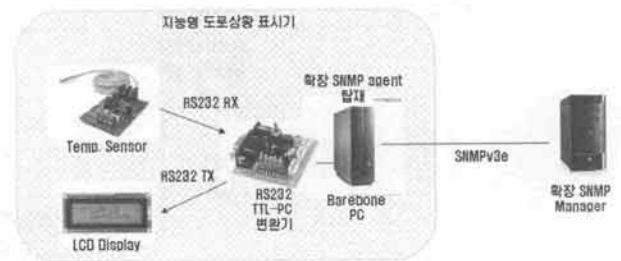 지능형 도로상황 표시기
확장 SNMP agent
탑재
RS232 RX
Temp. Sensor
SNMPv3e
RS232 TX
RS232
TTL-PC
변환기
Barebone
PC
확장 SNMP
Manager
LCD Display